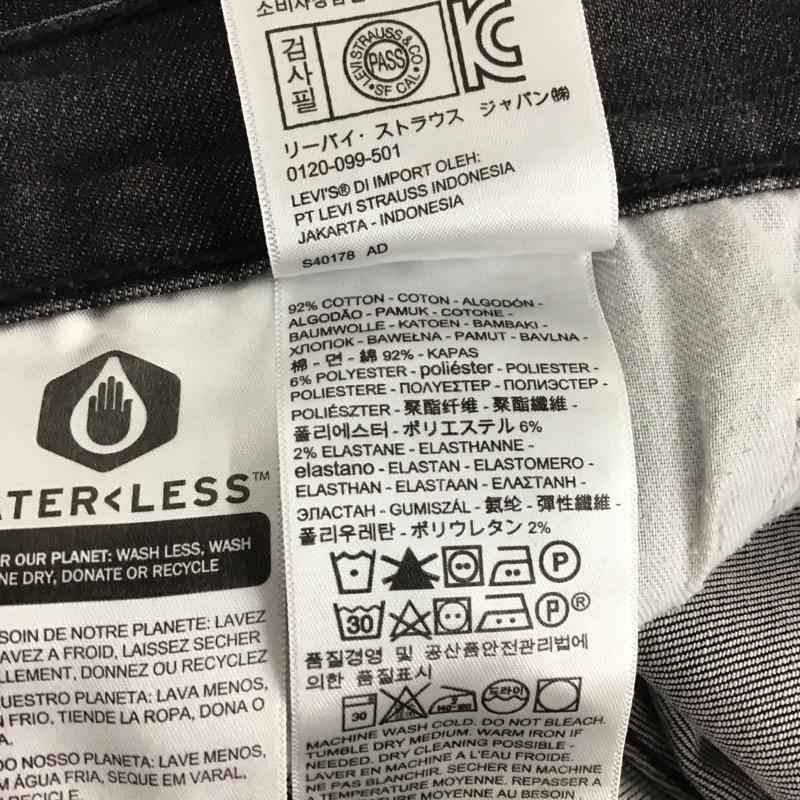 검
사
필
LEVI STRAUSS & CO
PASS
SF CAL.
リーバイ・ストラウス ジャパン㈱
0120-099-501
LEVI'S® DI IMPORT OLEH:
PT LEVI STRAUSS INDONESIA
JAKARTA - INDONESIA
S40178 AD
92% COTTON - COTON - ALGODÓN -
ALGODÃO - PAMUK - COTONE -
BAUMWOLLE - KATOEN - BAMBAKI -
ХЛОПОК - BAWEŁNA - PAMUT - BAVLNA -
棉 - 면 - 綿 92% - KAPAS
6% POLYESTER - poliéster - POLIESTER -
POLIESTERE - ΠΟΛΥΕΣΤΕΡ - ПОЛИЭСТЕР -
POLIÉSZTER - 聚酯纤维 - 聚酯纖維 -
폴리에스터 - ポリエステル 6%
2% ELASTANE - ELASTHANNE -
elastano - ELASTAN - ELASTOMERO -
ELASTHAN - ELASTAAN - ΕΛΑΣΤΑΝΗ -
ЭЛАСТАН - GUMISZÁL - 氨纶 - 彈性纖維 -
폴리우레탄 - ポリウレタン 2%
P
30 P®
품질경영 및 공산품안전관리법에
의한 품질표시
30 140-160 드라이
MACHINE WASH COLD. DO NOT BLEACH.
TUMBLE DRY MEDIUM. WARM IRON IF
NEEDED. DRY CLEANING POSSIBLE -
LAVER EN MACHINE A L'EAU FROIDE.
NE PAS BLANCHIR. SECHER EN MACHINE
A TEMPERATURE MOYENNE. REPASSER A
TEMPERATURE MOYENNE AU BESOIN
ATER<LESS™
R OUR PLANET: WASH LESS, WASH
NE DRY, DONATE OR RECYCLE
SOIN DE NOTRE PLANETE: LAVEZ
AVEZ A FROID, LAISSEZ SECHER
LLEMENT, DONNEZ OU RECYCLEZ
UESTRO PLANETA: LAVA MENOS,
N FRIO, TIENDE LA ROPA, DONA O
A.
DO NOSSO PLANETA: LAVE MENOS,
M ÁGUA FRIA, SEQUE EM VARAL,
RECICLE.